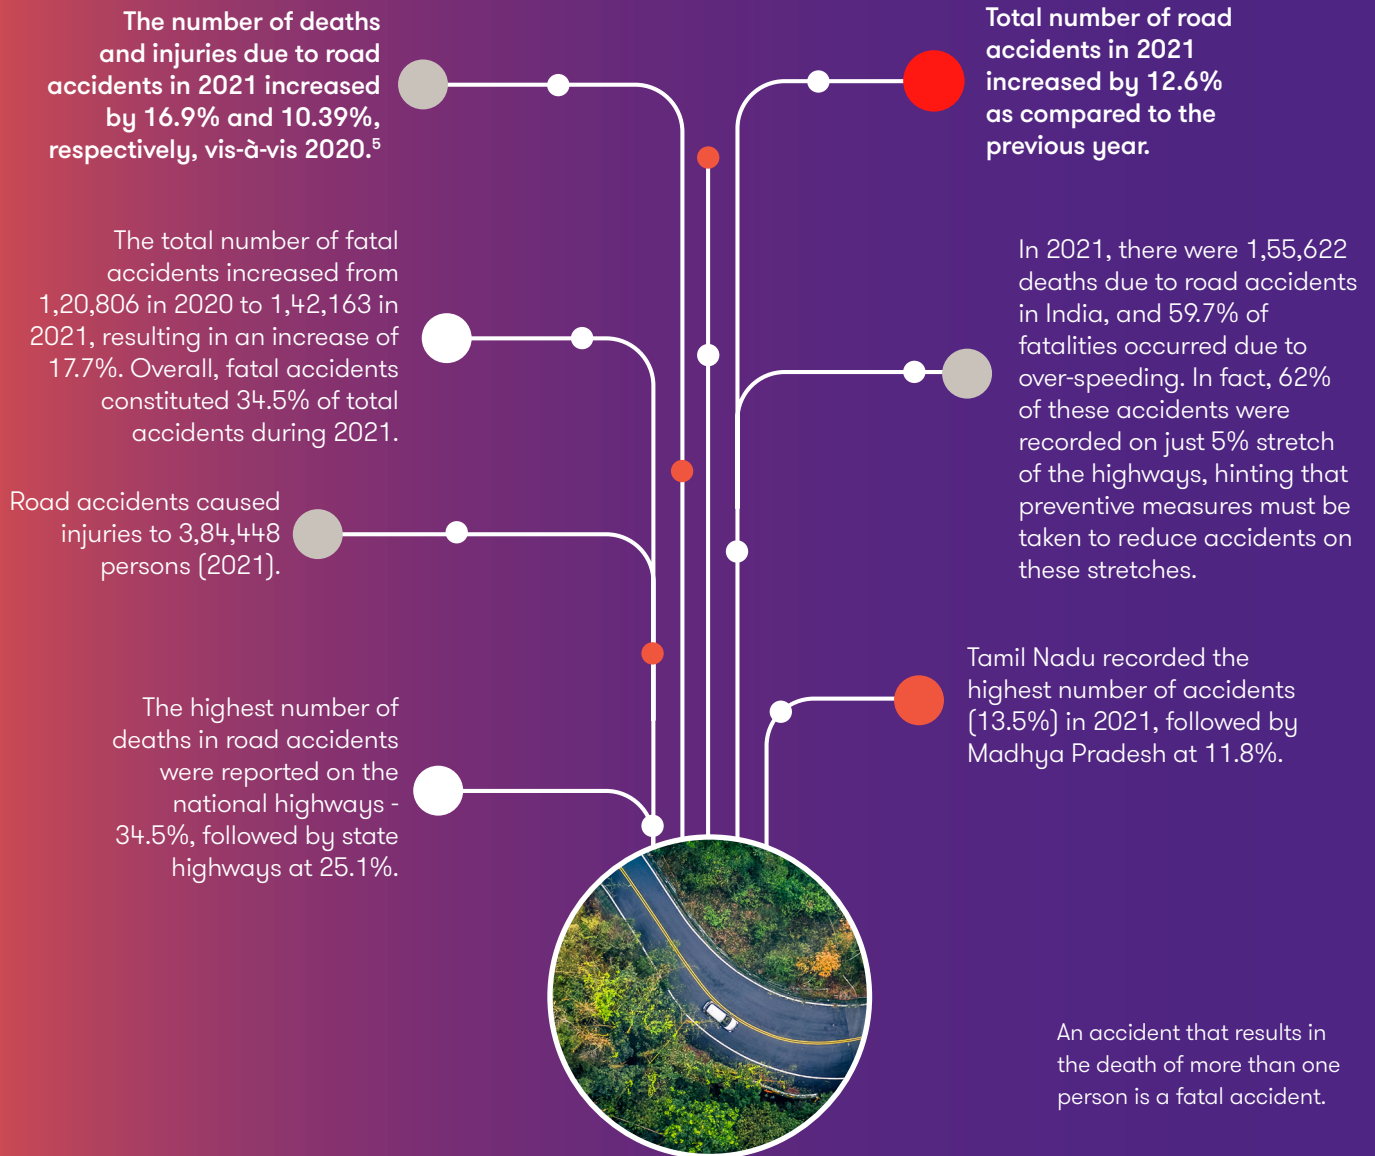 The number of deaths
and injuries due to road
accidents in 2021 increased
by 16.9% and 10.39%,
respectively, vis-à-vis 2020.⁵
Total number of road
accidents in 2021
increased by 12.6%
as compared to the
previous year.
The total number of fatal
accidents increased from
1,20,806 in 2020 to 1,42,163 in
2021, resulting in an increase of
17.7%. Overall, fatal accidents
constituted 34.5% of total
accidents during 2021.
In 2021, there were 1,55,622
deaths due to road accidents
in India, and 59.7% of
fatalities occurred due to
over-speeding. In fact, 62%
of these accidents were
recorded on just 5% stretch
of the highways, hinting that
preventive measures must be
taken to reduce accidents on
these stretches.
Road accidents caused
injuries to 3,84,448
persons (2021).
Tamil Nadu recorded the
highest number of accidents
(13.5%) in 2021, followed by
Madhya Pradesh at 11.8%.
The highest number of
deaths in road accidents
were reported on the
national highways -
34.5%, followed by state
highways at 25.1%.
An accident that results in
the death of more than one
person is a fatal accident.